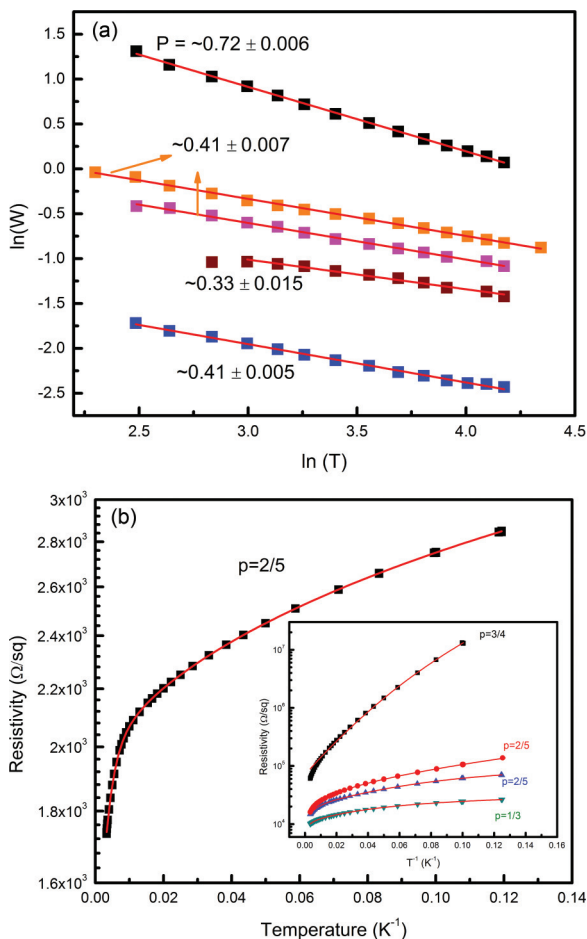 (a)
P = ~0.72 ± 0.006
~0.41 ± 0.007
~0.33 ± 0.015
~0.41 ± 0.005
1.5
1.0
0.5
0.0
-0.5
-1.0
-1.5
-2.0
-2.5
ln(W)
2.5 3.0 3.5 4.0 4.5
ln (T)
(b)
p=2/5
3x10³
2.8x10³
2.6x10³
2.4x10³
2.2x10³
2x10³
1.8x10³
1.6x10³
Resistivity (Ω/sq)
0.00 0.02 0.04 0.06 0.08 0.10 0.12 0.14
Temperature (K⁻¹)
p=3/4
p=2/5
p=2/5
p=1/3
10⁷
10⁶
10⁵
10⁴
Resistivity (Ω/sq)
0.00 0.02 0.04 0.06 0.08 0.10 0.12 0.14 0.16
T⁻¹ (K⁻¹)